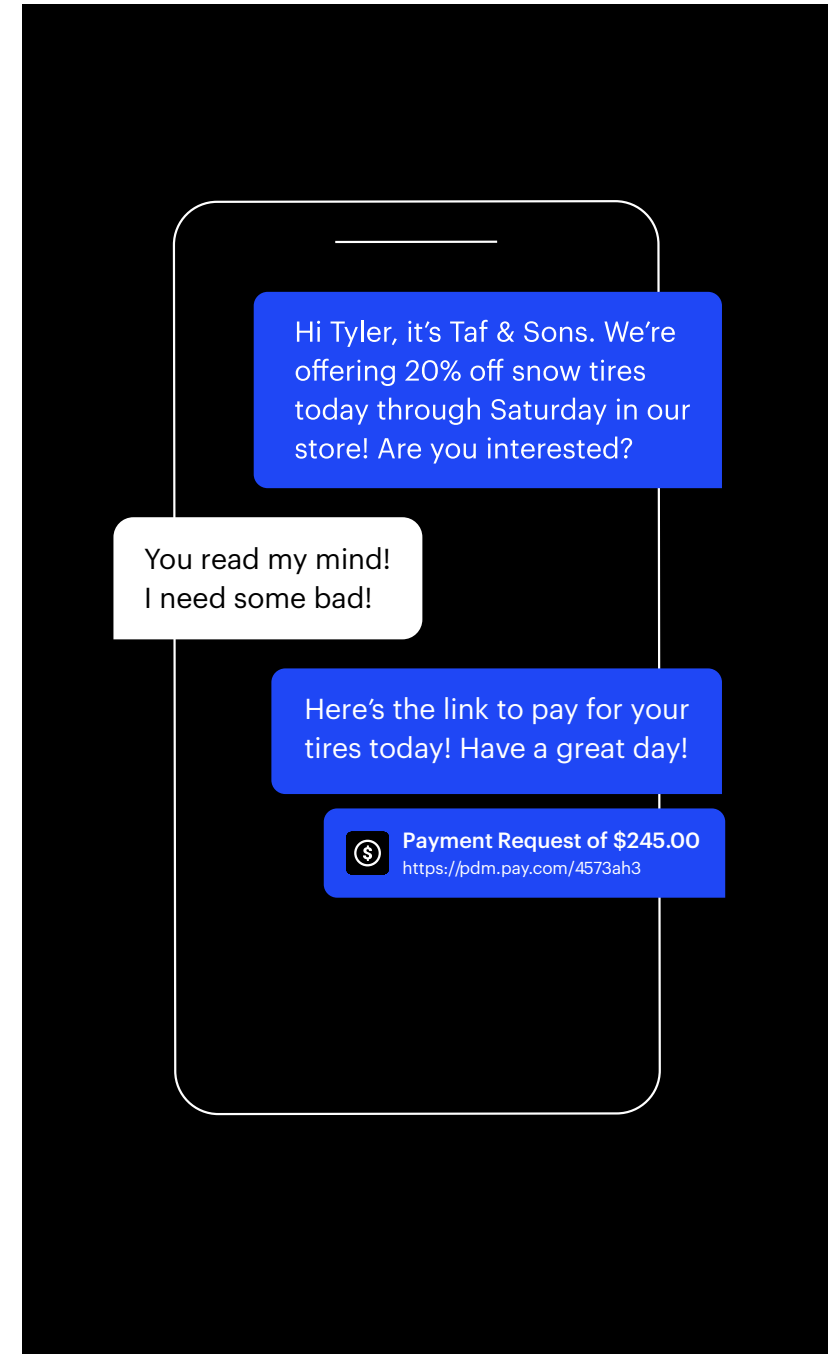 Hi Tyler, it’s Taf & Sons. We’re
offering 20% off snow tires
today through Saturday in our
store! Are you interested?
You read my mind!
I need some bad!
Here’s the link to pay for your
tires today! Have a great day!
Payment Request of $245.00
https://pdm.pay.com/4573ah3